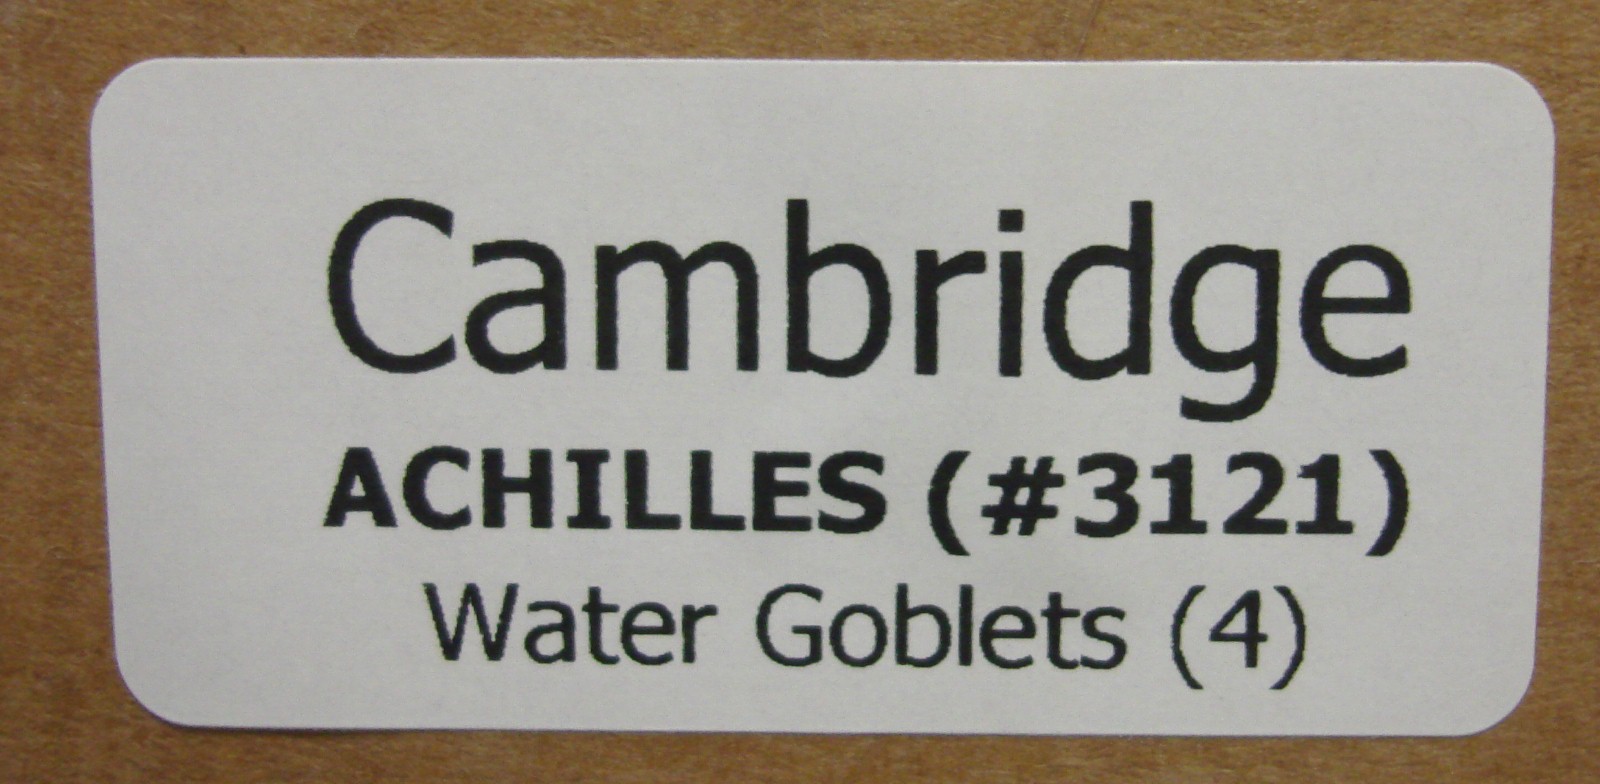 Cambridge
ACHILLES (#3121)
Water Goblets (4)